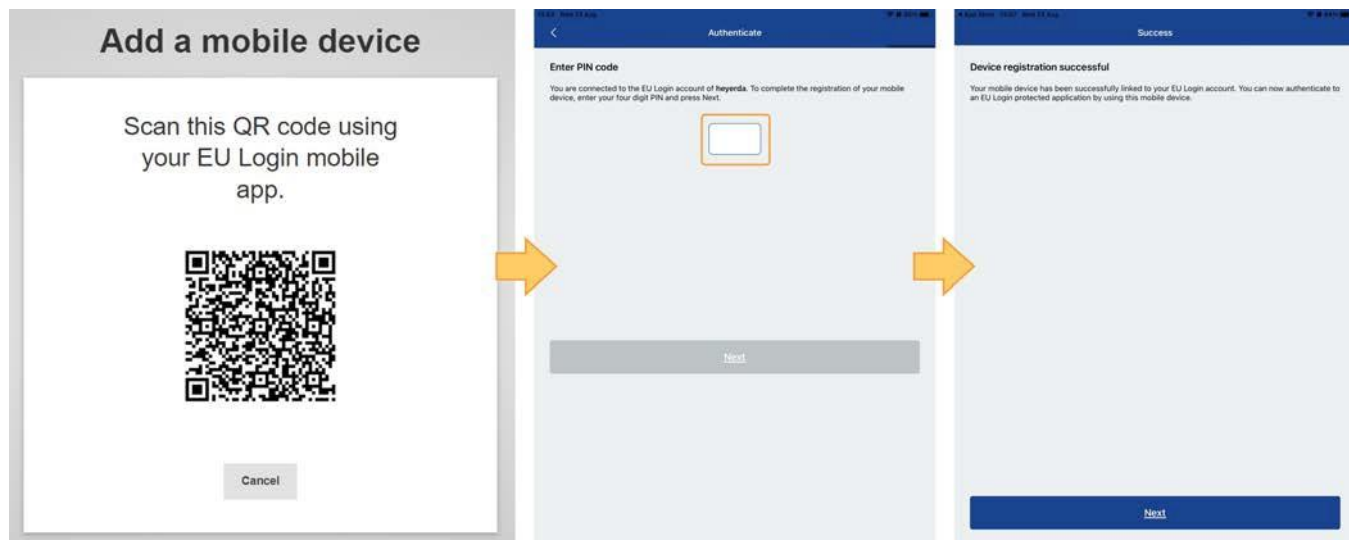 Add a mobile device
Scan this QR code using
your EU Login mobile
app.
Cancel
Authenticate
Enter PIN code
You are connected to the EU Login account of heyerda. To complete the registration of your mobile
device, enter your four digit PIN and press Next.
Next
Success
Device registration successful
Your mobile device has been successfully linked to your EU Login account. You can now authenticate to
an EU Login protected application by using this mobile device.
Next